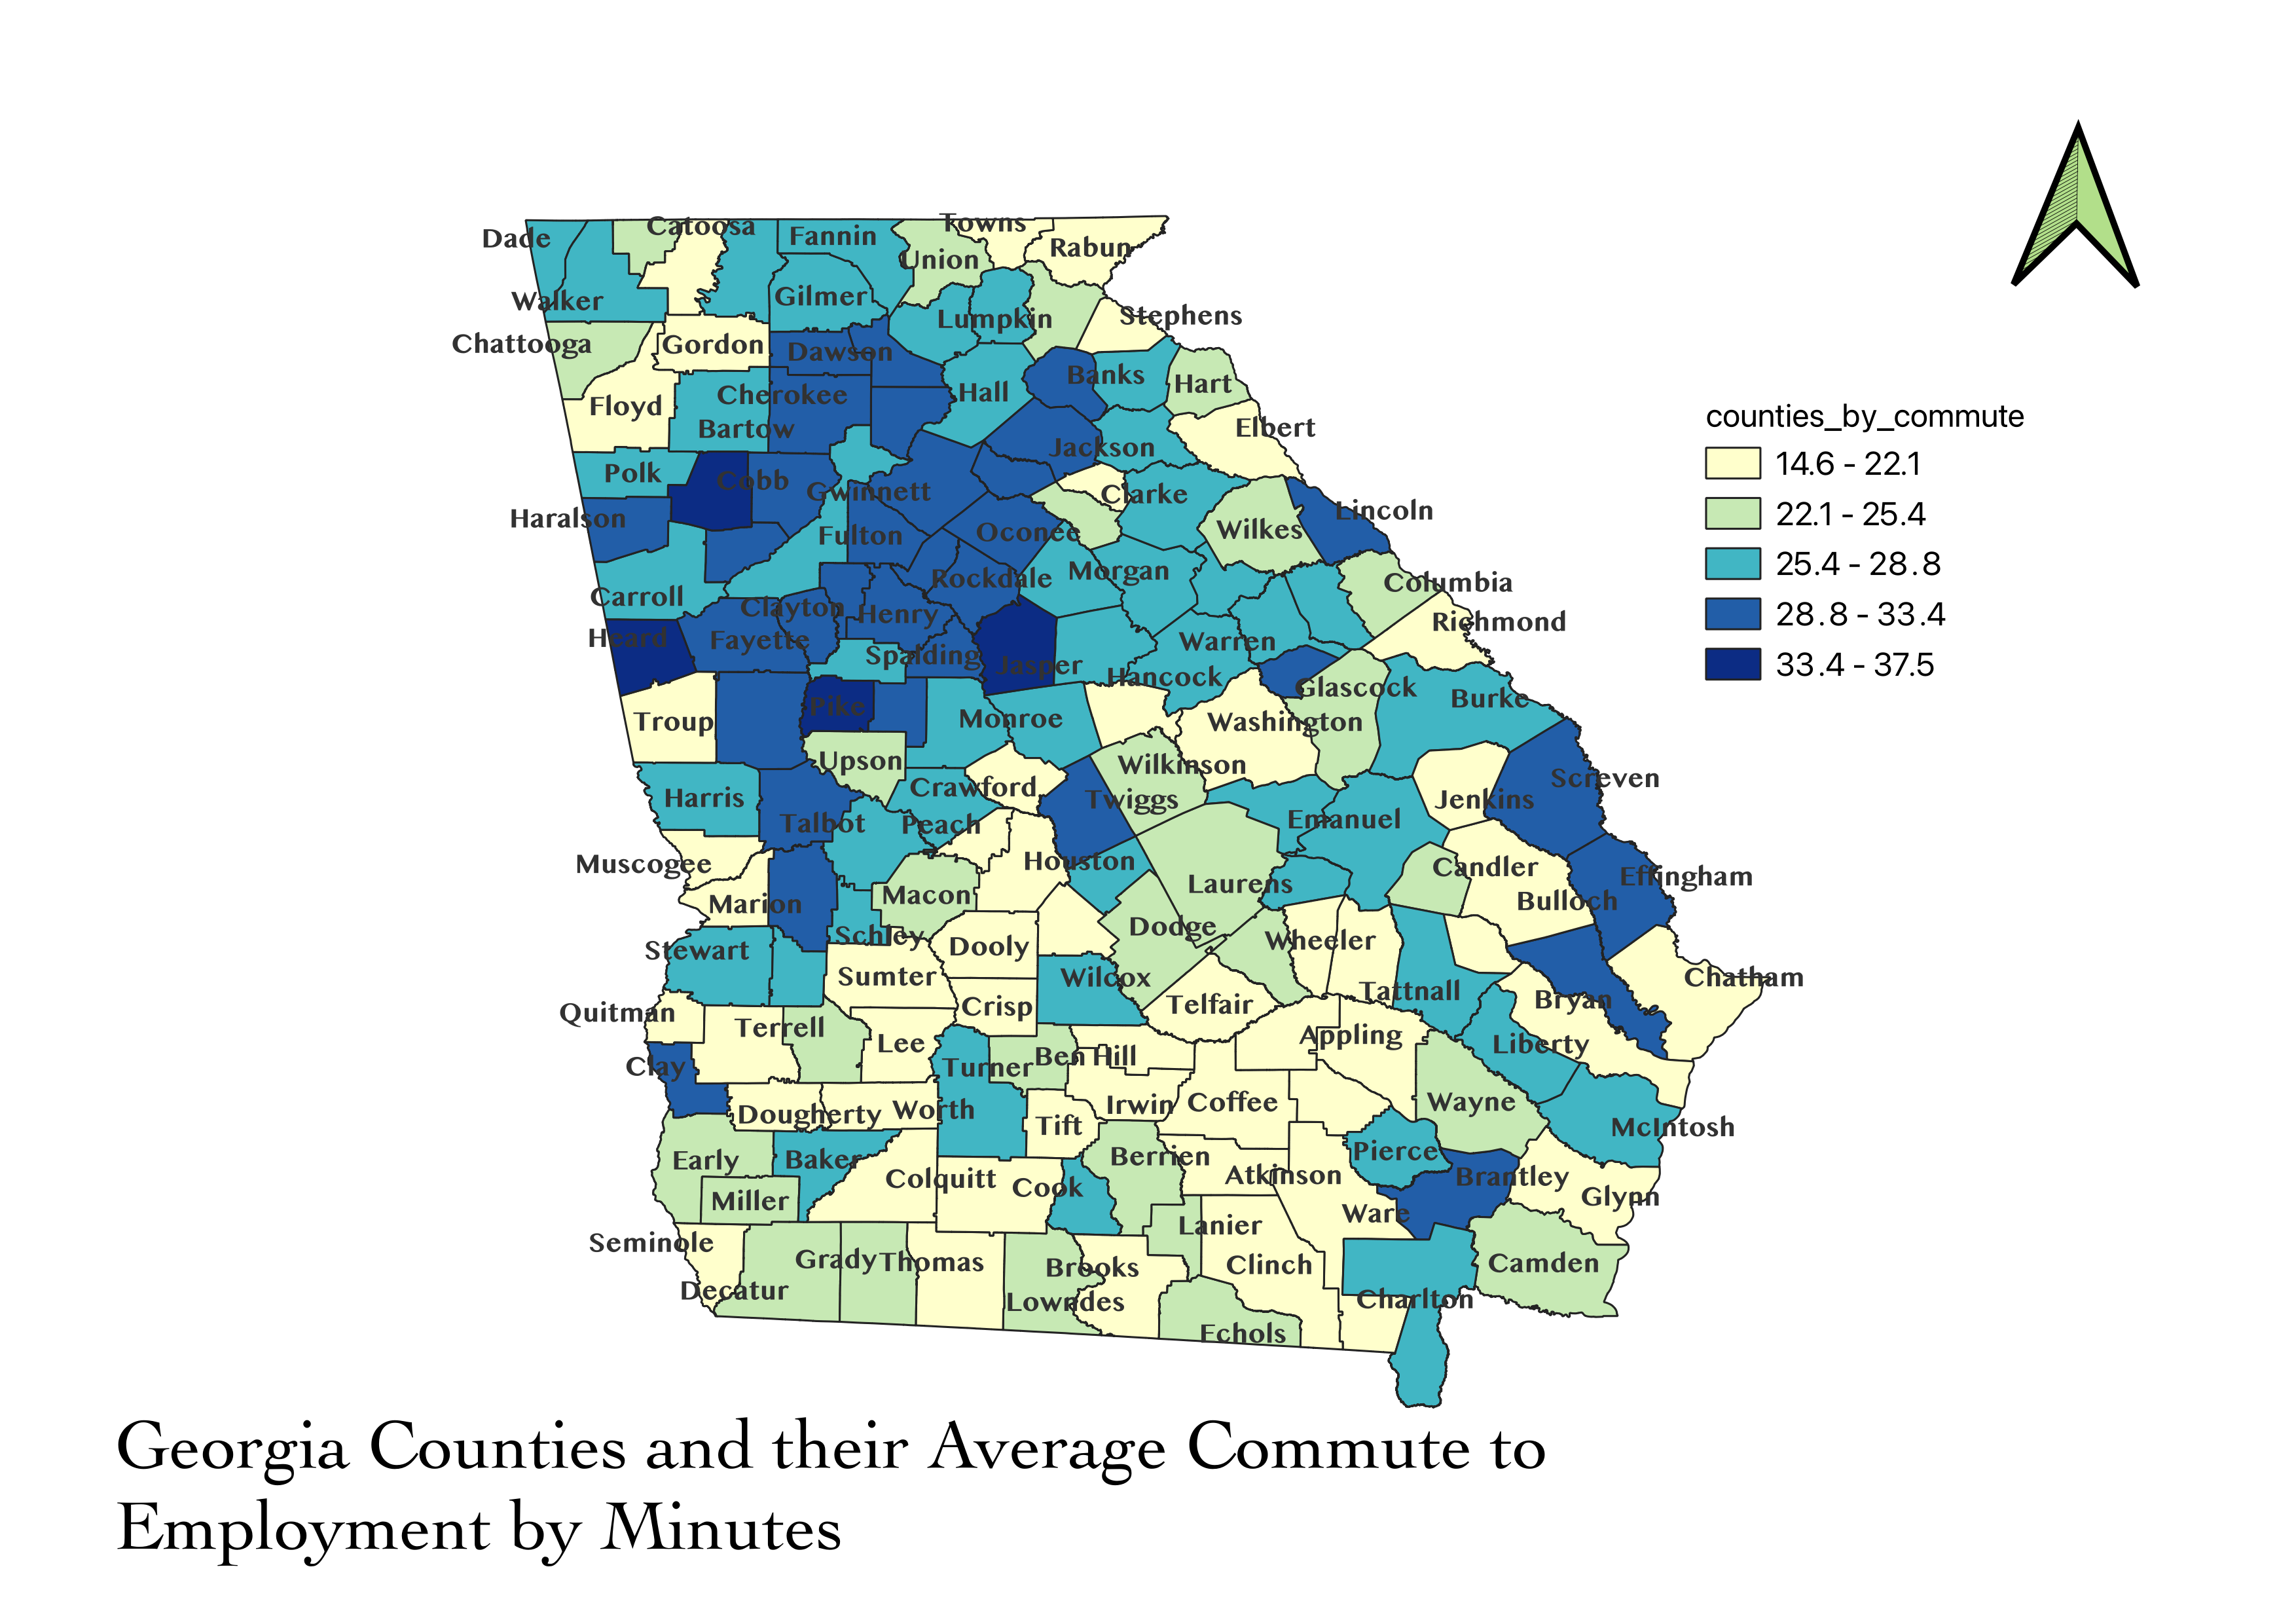 Towns
Catoosa
Dade
Fannin
Rabun
Union
Gilmer
Walker
Lumpkin
Stephens
Chattooga
Gordon
Dawson
Banks
Hart
Hall
Cherokee
Floyd
Bartow
Elbert
Jackson
Polk
Cobb
Gwinnett
Clarke
Lincoln
Haralson
Wilkes
Oconee
Fulton
Morgan
Rockdale
Columbia
Carroll
Clayton
Henry
Richmond
Heard
Fayette
Warren
Spalding
Jasper
Hancock
Glascock
Burke
Pike
Troup
Monroe
Washington
Upson
Wilkinson
Screven
Crawford
Harris
Twiggs
Jenkins
Talbot
Peach
Emanuel
Muscogee
Houston
Candler
Effingham
Laurens
Macon
Marion
Bulloch
Dodge
Schley
Stewart
Dooly
Wheeler
Sumter
Wilcox
Chatham
Tattnall
Bryan
Quitman
Crisp
Telfair
Terrell
Appling
Lee
Liberty
Ben Hill
Clay
Turner
Coffee
Wayne
Irwin
Worth
Dougherty
Tift
McIntosh
Pierce
Berrien
Early
Baker
Atkinson
Brantley
Colquitt
Cook
Glynn
Miller
Ware
Lanier
Seminole
Grady
Thomas
Brooks
Clinch
Camden
Decatur
Lowndes
Charlton
Echols
counties_by_commute
14.6 - 22.1
22.1 - 25.4
25.4 - 28.8
28.8 - 33.4
33.4 - 37.5
Georgia Counties and their Average Commute to
Employment by Minutes